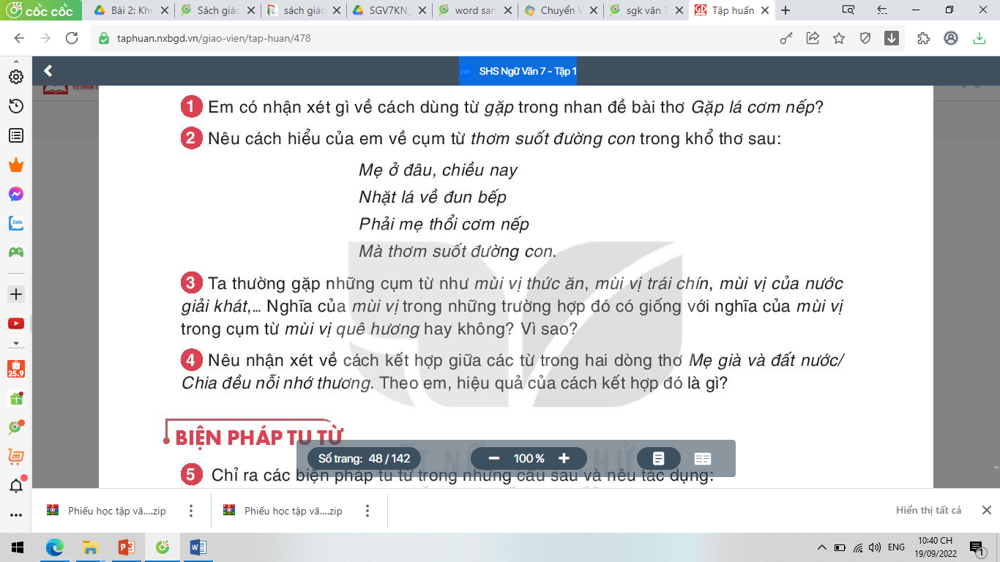 cốc cốc
Bài 2: Khu
Sách giác
sách giác
SGV7KN_
word san
Chuyển V
sgk văn 7
Tập huấn
taphuan.nxbgd.vn/giao-vien/tap-huan/478
PDF SHS Ngữ Văn 7 - Tập 1
1 Em có nhận xét gì về cách dùng từ gặp trong nhan đề bài thơ Gặp lá cơm nếp?
2 Nêu cách hiểu của em về cụm từ thơm suốt đường con trong khổ thơ sau:
Mẹ ở đâu, chiều nay
Nhặt lá về đun bếp
Phải mẹ thổi cơm nếp
Mà thơm suốt đường con.
3 Ta thường gặp những cụm từ như mùi vị thức ăn, mùi vị trái chín, mùi vị của nước
giải khát,... Nghĩa của mùi vị trong những trường hợp đó có giống với nghĩa của mùi vị
trong cụm từ mùi vị quê hương hay không? Vì sao?
4 Nêu nhận xét về cách kết hợp giữa các từ trong hai dòng thơ Mẹ già và đất nước/
Chia đều nỗi nhớ thương. Theo em, hiệu quả của cách kết hợp đó là gì?
BIỆN PHÁP TU TỪ
Số trang: 48 / 142
100 %
5 Chỉ ra các biện pháp tu từ trong những câu sau và nêu tác dụng:
Zalo
25.9
Phiếu học tập vă....zip
Phiếu học tập vă....zip
Hiển thị tất cả
ENG
10:40 CH
19/09/2022
1